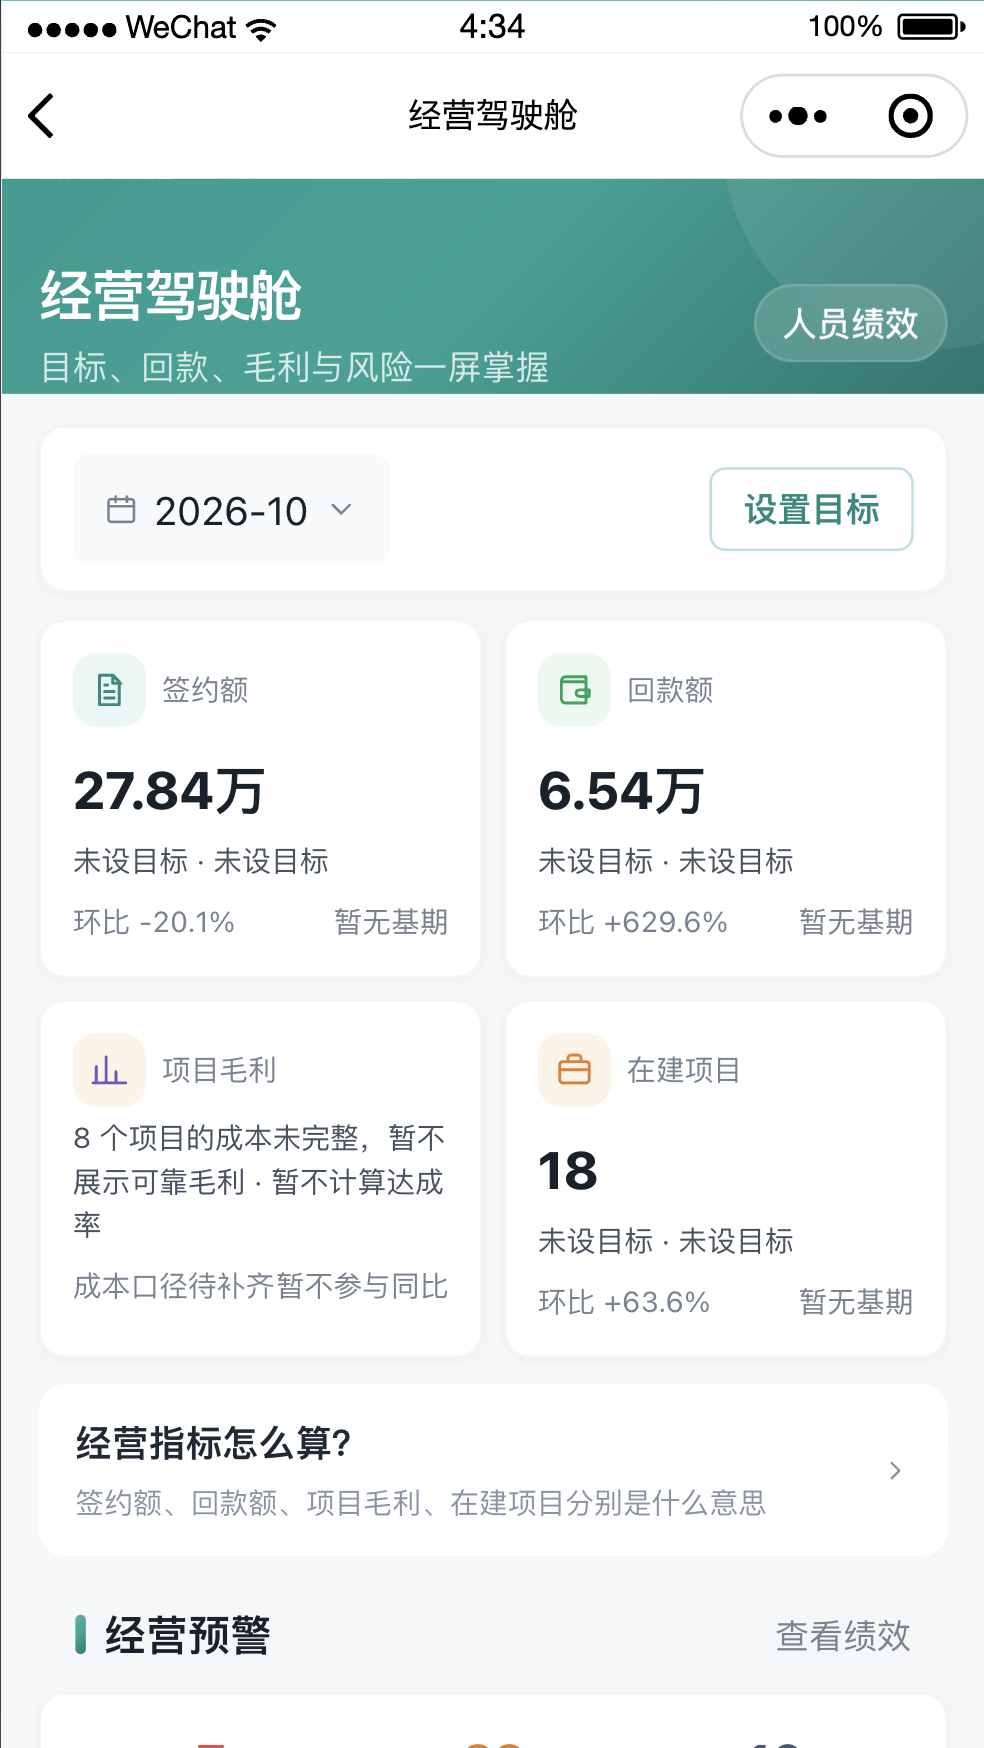 WeChat 4:34 100%
经营驾驶舱
经营驾驶舱
人员绩效
目标、回款、毛利与风险一屏掌握
2026-10 设置目标
签约额
27.84万
未设目标 · 未设目标
环比 -20.1% 暂无基期
回款额
6.54万
未设目标 · 未设目标
环比 +629.6% 暂无基期
项目毛利
8 个项目的成本未完整，暂不
展示可靠毛利 · 暂不计算达成
率
成本口径待补齐暂不参与同比
在建项目
18
未设目标 · 未设目标
环比 +63.6% 暂无基期
经营指标怎么算?
签约额、回款额、项目毛利、在建项目分别是什么意思
经营预警 查看绩效